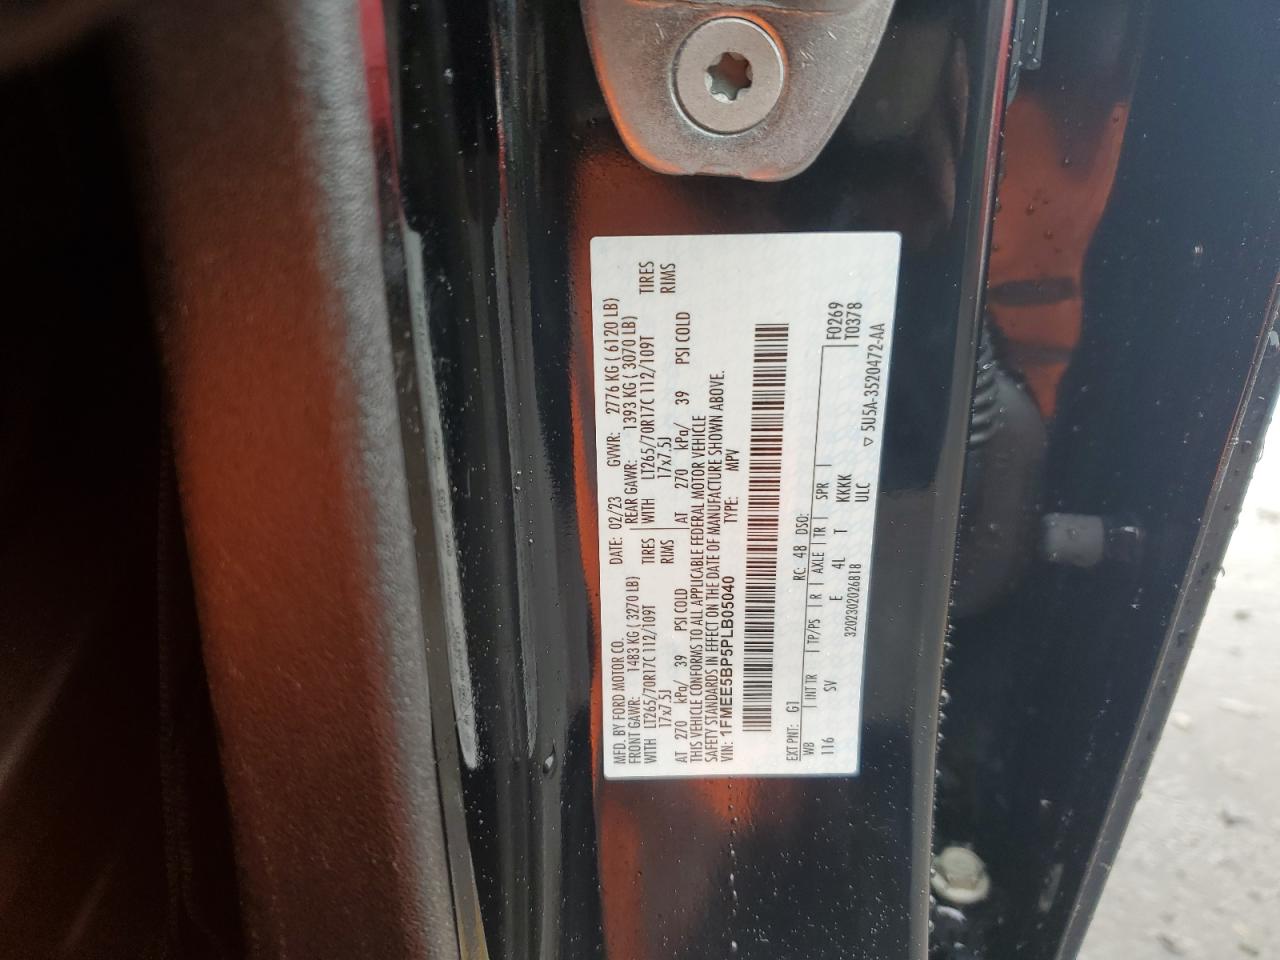 MFD. BY FORD MOTOR CO.
DATE: 02/23 GVWR: 2776 KG ( 6120 LB)
FRONT GAWR: 1483 KG ( 3270 LB) REAR GAWR: 1393 KG ( 3070 LB)
WITH LT265/70R17C 112/109T TIRES WITH LT265/70R17C 112/109T TIRES
17x7.5J RIMS 17x7.5J RIMS
AT 270 kPa/ 39 PSI COLD AT 270 kPa/ 39 PSI COLD
THIS VEHICLE CONFORMS TO ALL APPLICABLE FEDERAL MOTOR VEHICLE
SAFETY STANDARDS IN EFFECT ON THE DATE OF MANUFACTURE SHOWN ABOVE.
VIN: 1FMEE5BP5PLB05040 TYPE: MPV
EXT PNT: G1 RC: 48 DSO: F0269
WB INT TR TP/PS R AXLE TR SPR T0378
116 SV E 4L T KKKK
3202302026818 ULC
▽ 5U5A-3520472-AA